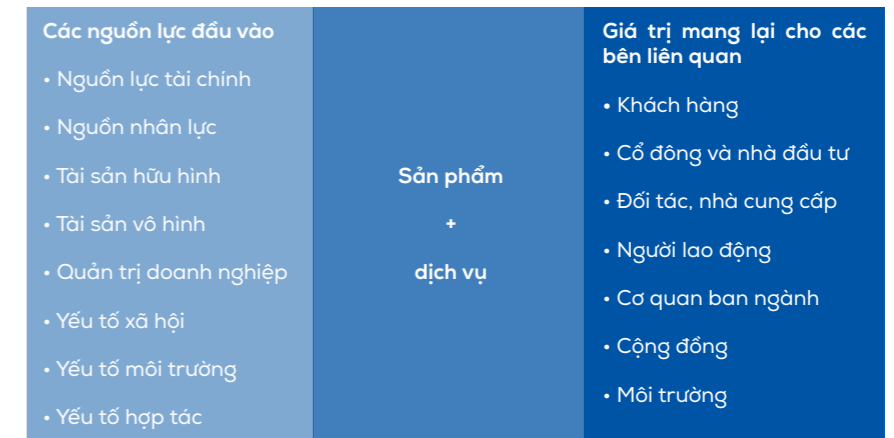 Các nguồn lực đầu vào
• Nguồn lực tài chính
• Nguồn nhân lực
• Tài sản hữu hình
• Tài sản vô hình
• Quản trị doanh nghiệp
• Yếu tố xã hội
• Yếu tố môi trường
• Yếu tố hợp tác
Sản phẩm
+
dịch vụ
Giá trị mang lại cho các
bên liên quan
• Khách hàng
• Cổ đông và nhà đầu tư
• Đối tác, nhà cung cấp
• Người lao động
• Cơ quan ban ngành
• Cộng đồng
• Môi trường